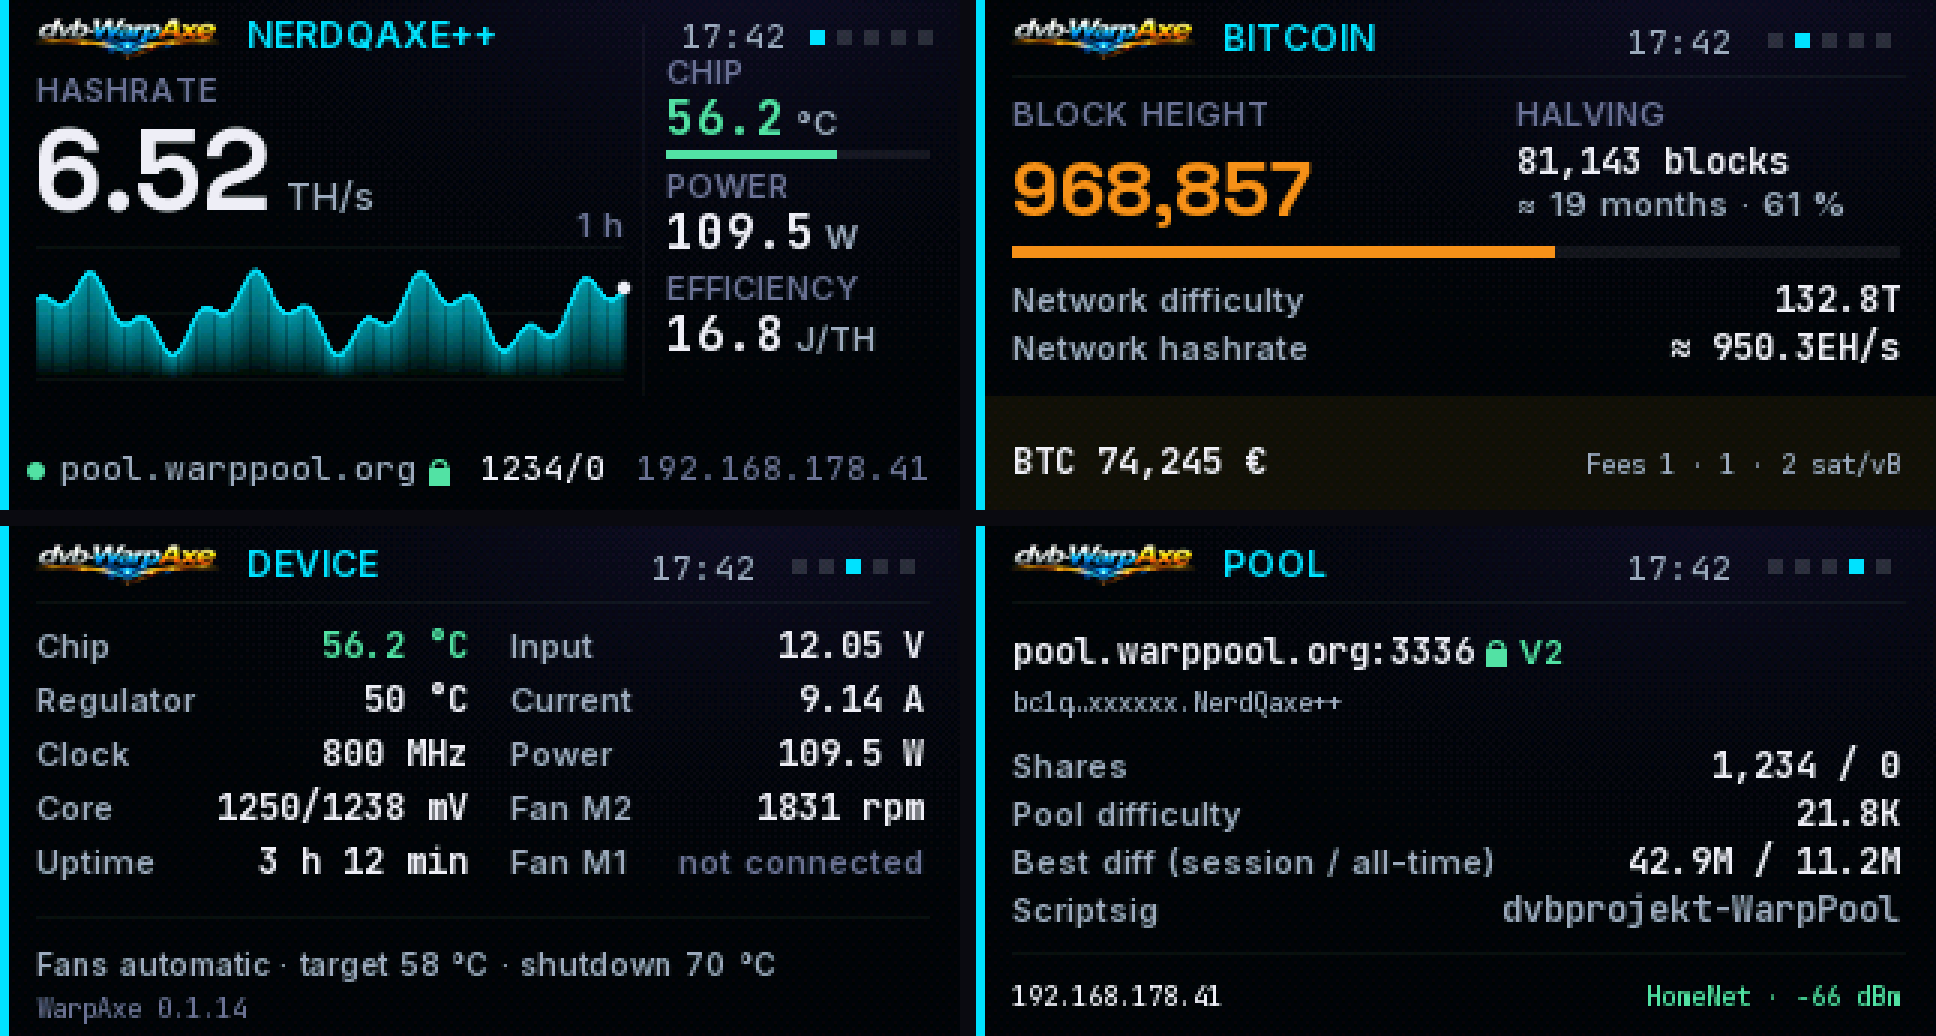 dvb-WarpAxe NERDQAXE++ 17:42
HASHRATE
6.52 TH/s
1 h
CHIP
56.2 °C
POWER
109.5 W
EFFICIENCY
16.8 J/TH
pool.warppool.org 1234/0 192.168.178.41
dvb-WarpAxe BITCOIN 17:42
BLOCK HEIGHT
968,857
HALVING
81,143 blocks
≈ 19 months · 61 %
Network difficulty 132.8T
Network hashrate ≈ 950.3EH/s
BTC 74,245 € Fees 1 · 1 · 2 sat/vB
dvb-WarpAxe DEVICE 17:42
Chip 56.2 °C Input 12.05 V
Regulator 50 °C Current 9.14 A
Clock 800 MHz Power 109.5 W
Core 1250/1238 mV Fan M2 1831 rpm
Uptime 3 h 12 min Fan M1 not connected
Fans automatic · target 58 °C · shutdown 70 °C
WarpAxe 0.1.14
dvb-WarpAxe POOL 17:42
pool.warppool.org:3336 V2
bc1q…xxxxxx.NerdQaxe++
Shares 1,234 / 0
Pool difficulty 21.8K
Best diff (session / all-time) 42.9M / 11.2M
Scriptsig dvbprojekt-WarpPool
192.168.178.41 HomeNet · -66 dBm